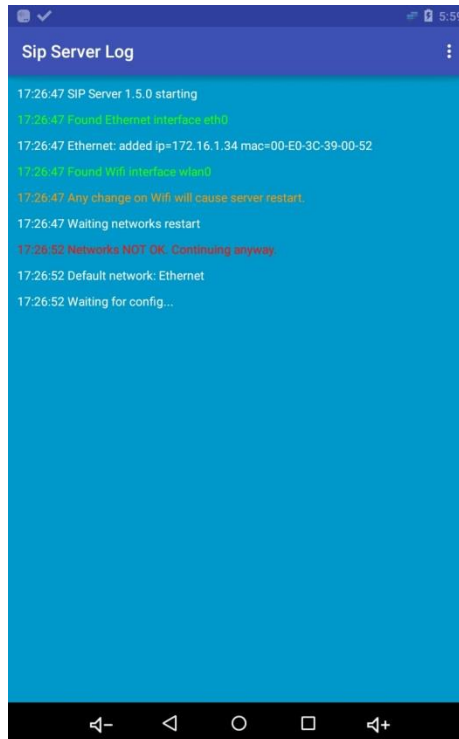 5:59
Sip Server Log
17:26:47 SIP Server 1.5.0 starting
17:26:47 Found Ethernet interface eth0
17:26:47 Ethernet: added ip=172.16.1.34 mac=00-E0-3C-39-00-52
17:26:47 Found Wifi interface wlan0
17:26:47 Any change on Wifi will cause server restart.
17:26:47 Waiting networks restart
17:26:52 Networks NOT OK. Continuing anyway.
17:26:52 Default network: Ethernet
17:26:52 Waiting for config...